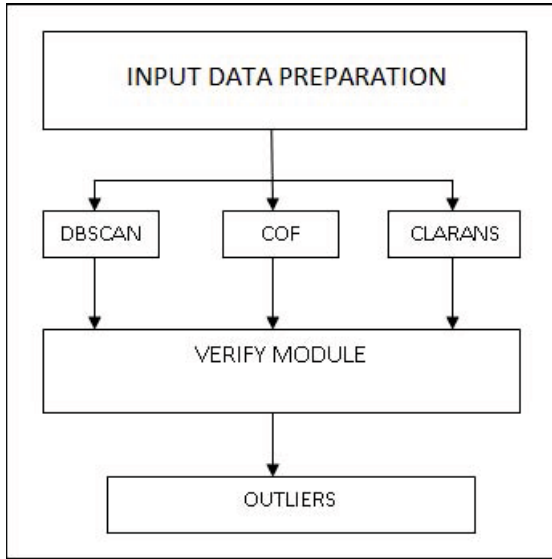 INPUT DATA PREPARATION
DBSCAN
COF
CLARANS
VERIFY MODULE
OUTLIERS